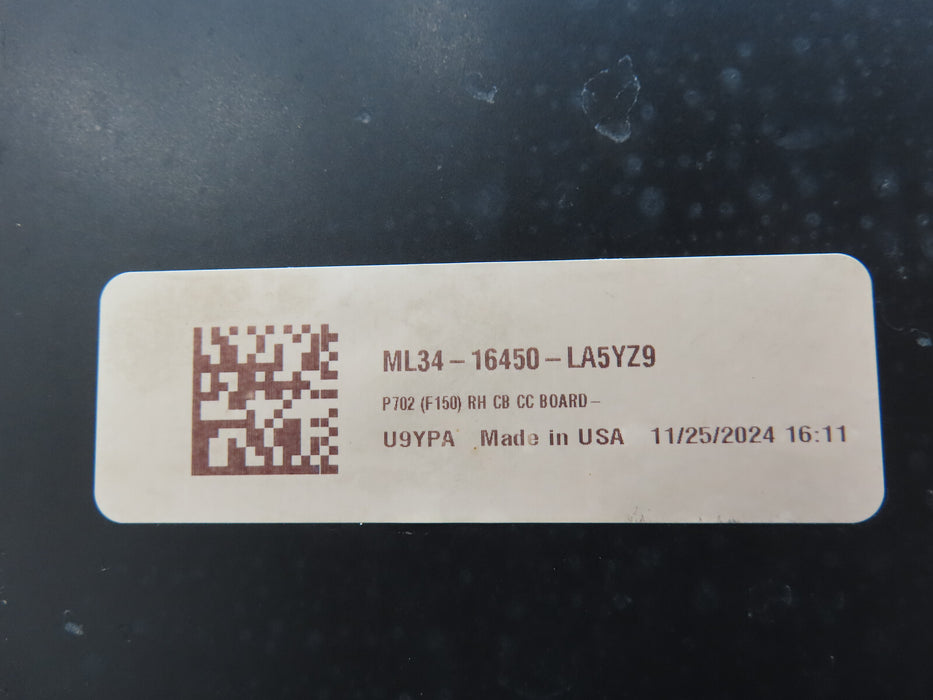 ML34-16450-LA5YZ9
P702 (F150) RH CB CC BOARD-
U9YPA Made in USA 11/25/2024 16:11